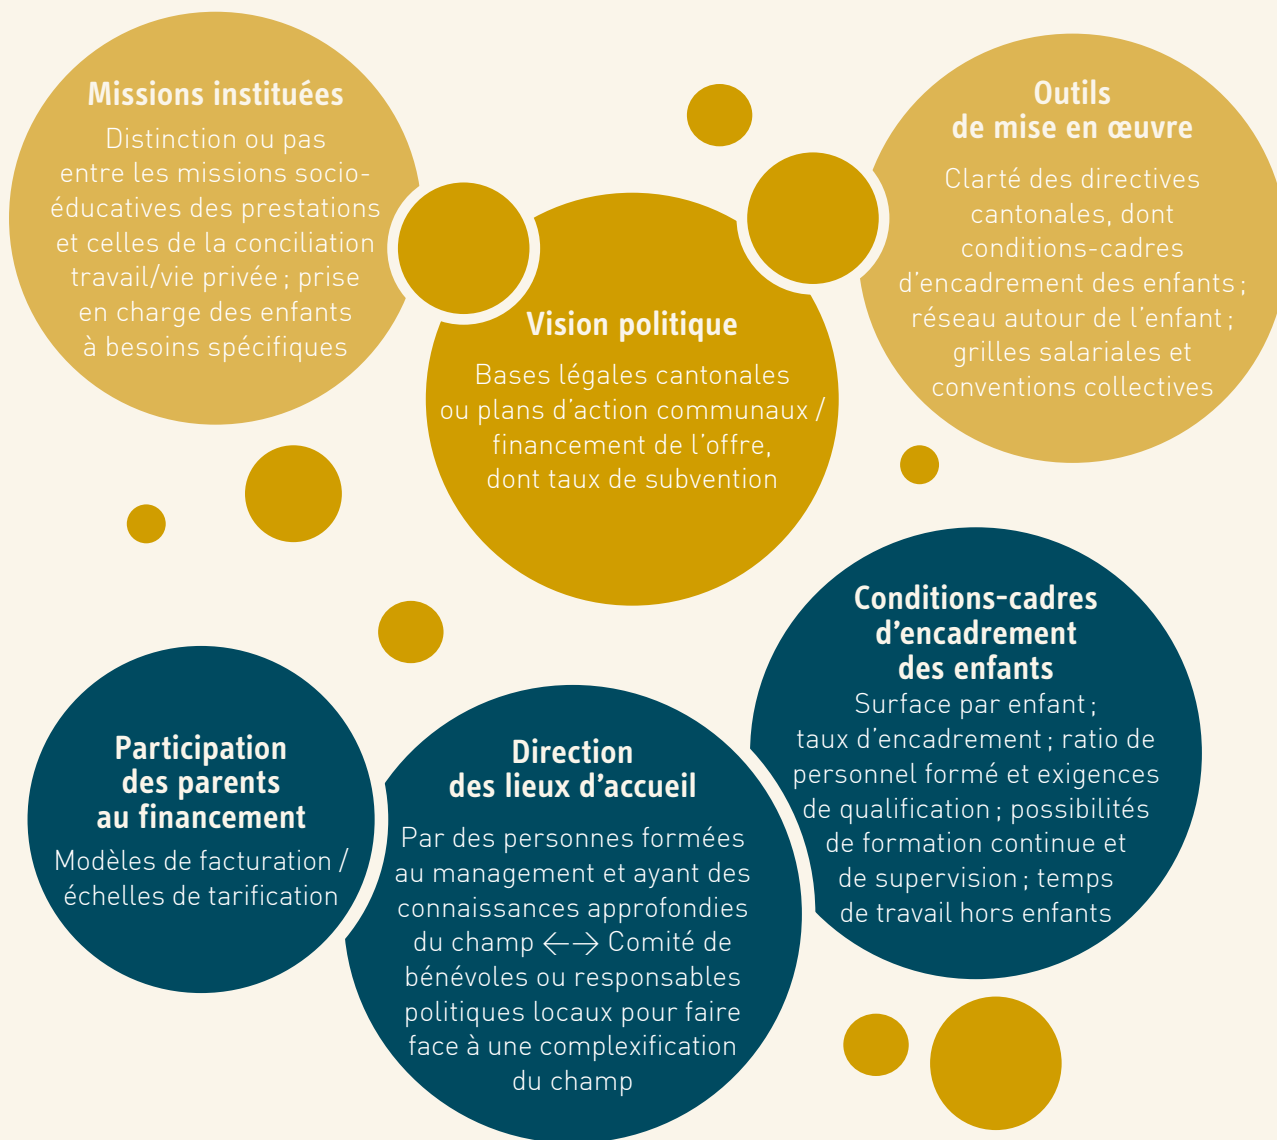 Missions instituées
Distinction ou pas
entre les missions socio-
éducatives des prestations
et celles de la conciliation
travail/vie privée ; prise
en charge des enfants
à besoins spécifiques
Outils
de mise en œuvre
Clarté des directives
cantonales, dont
conditions-cadres
d'encadrement des enfants ;
réseau autour de l'enfant ;
grilles salariales et
conventions collectives
Vision politique
Bases légales cantonales
ou plans d'action communaux /
financement de l'offre,
dont taux de subvention
Conditions-cadres
d'encadrement
des enfants
Surface par enfant ;
taux d'encadrement ; ratio de
personnel formé et exigences
de qualification ; possibilités
de formation continue et
de supervision ; temps
de travail hors enfants
Participation
des parents
au financement
Modèles de facturation /
échelles de tarification
Direction
des lieux d'accueil
Par des personnes formées
au management et ayant des
connaissances approfondies
du champ ←→ Comité de
bénévoles ou responsables
politiques locaux pour faire
face à une complexification
du champ